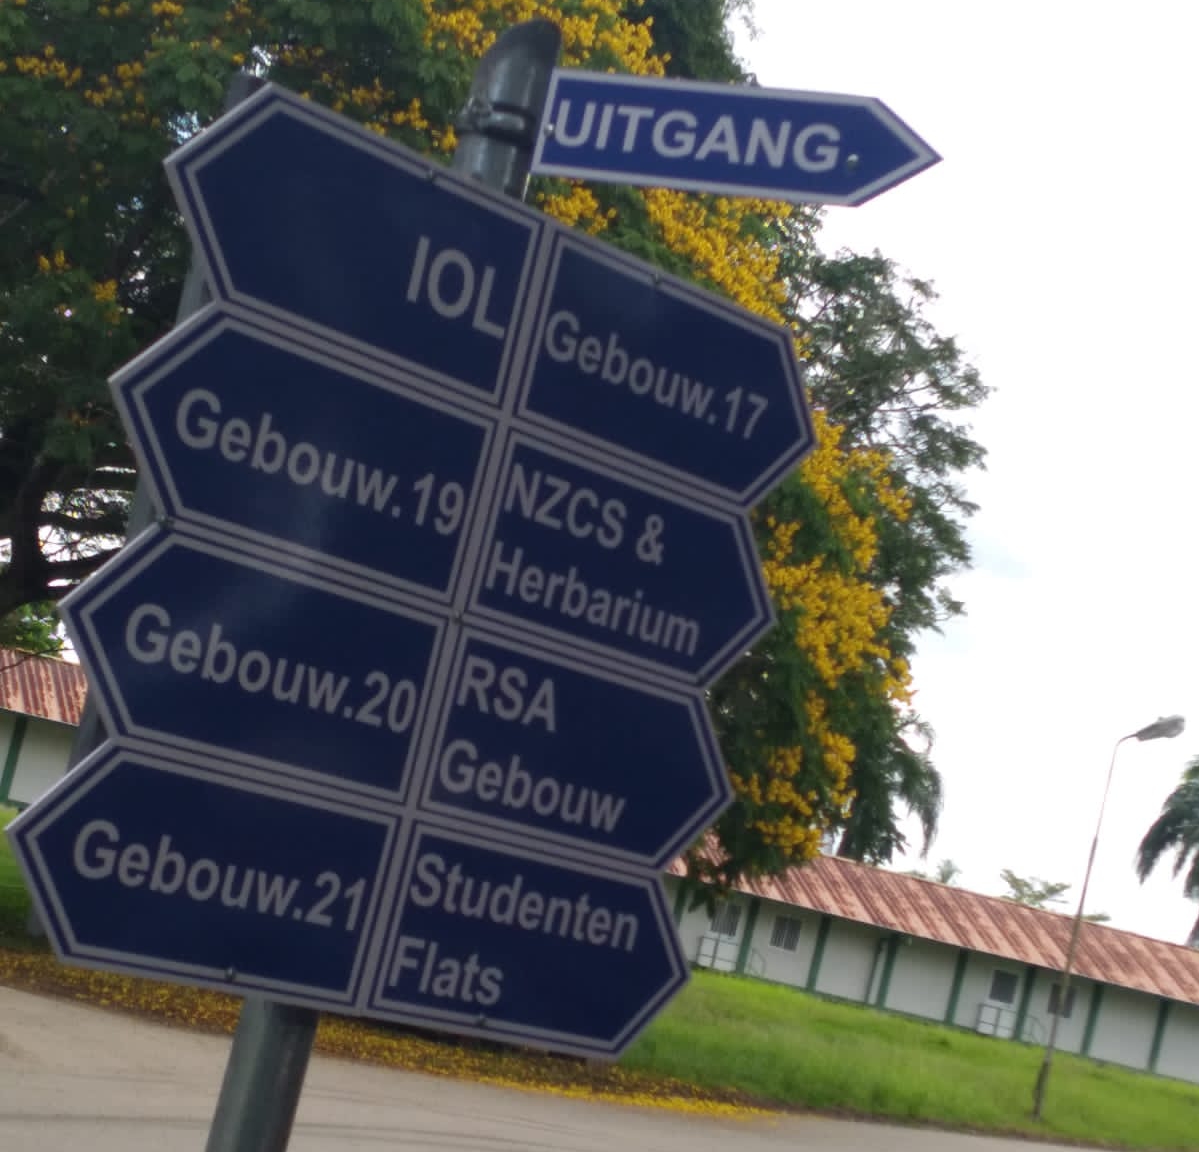 UITGANG
IOL
Gebouw.17
Gebouw.19
NZCS &
Herbarium
Gebouw.20
RSA
Gebouw
Gebouw.21
Studenten
Flats